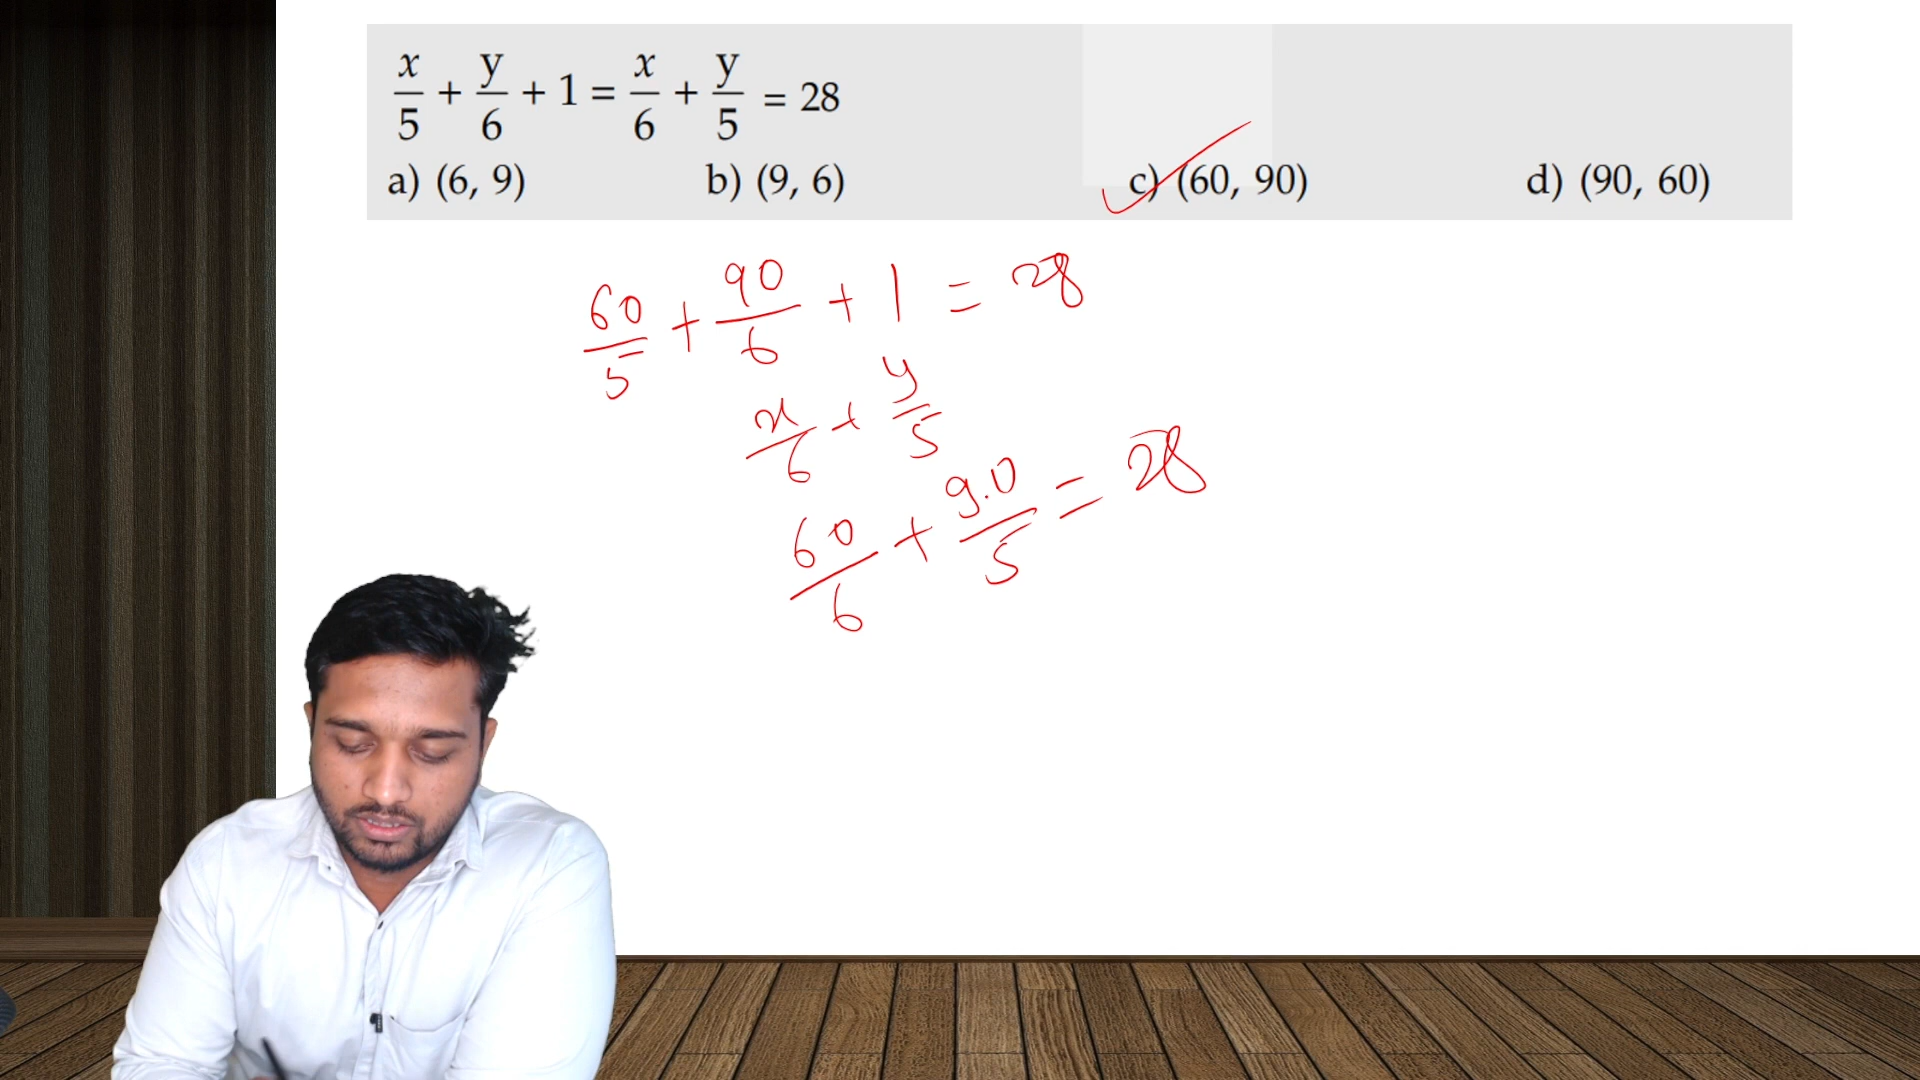 x/5 + y/6 + 1 = x/6 + y/5 = 28
a) (6, 9) b) (9, 6) c) (60, 90) d) (90, 60)
60/5 + 90/6 + 1 = 28
x/6 + y/5
60/6 + 90/5 = 28